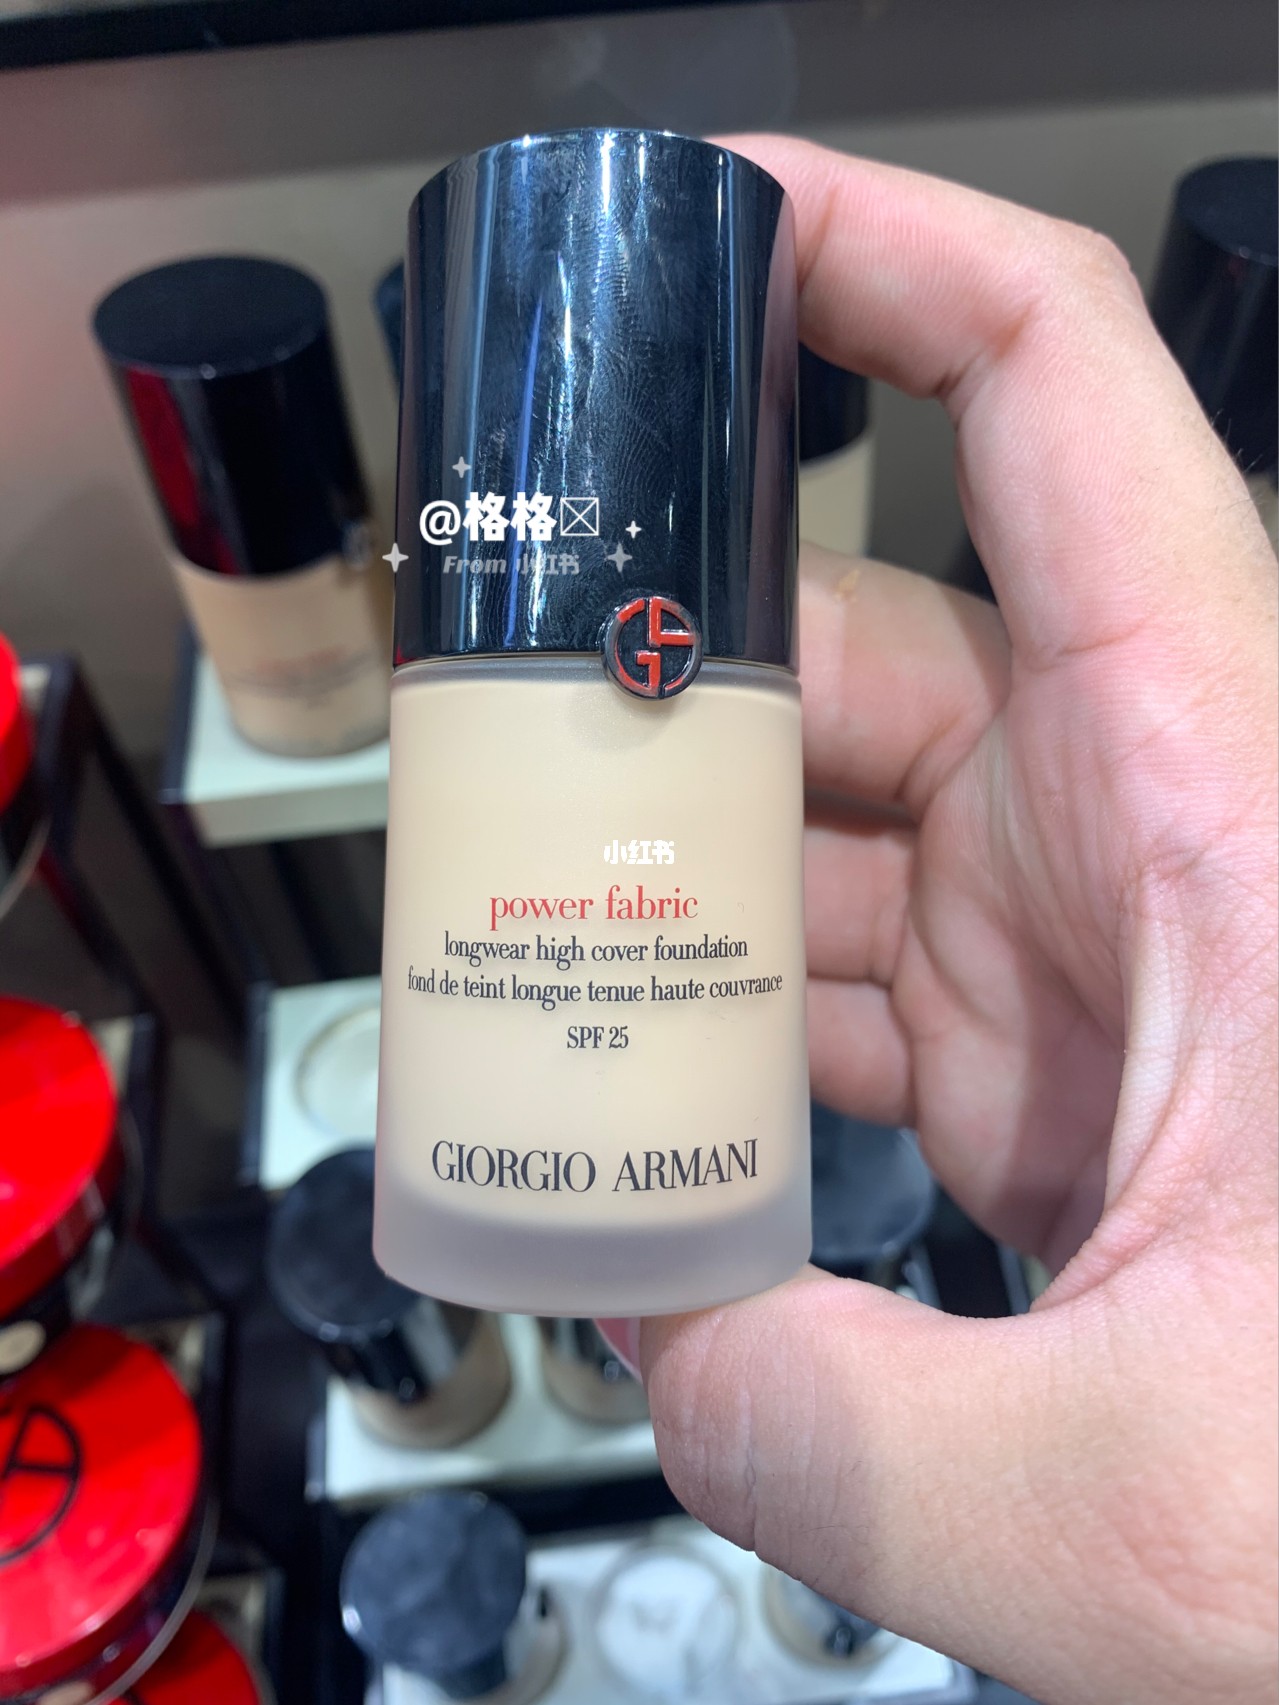 @格格
From 小红书
小红书
power fabric
longwear high cover foundation
fond de teint longue tenue haute couvrance
SPF 25
GIORGIO ARMANI